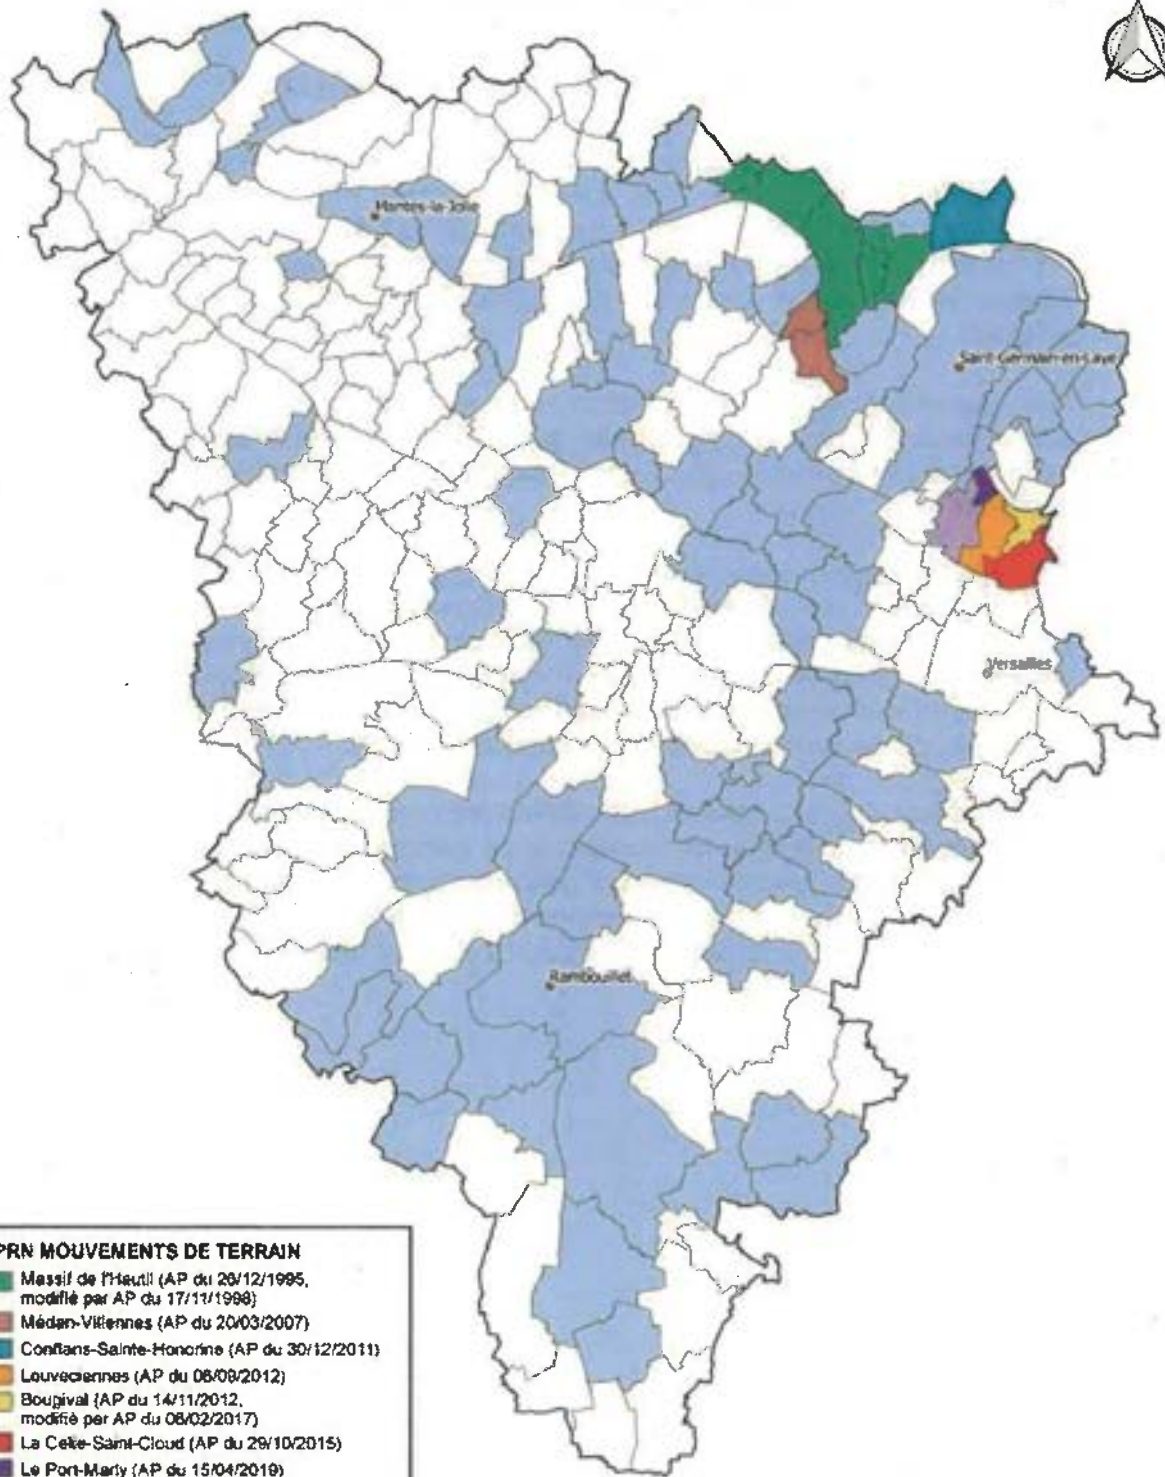 Mantes-la-Jolie
Saint-Germain-en-Laye
Versailles
Rambouillet
PRN MOUVEMENTS DE TERRAIN
Massif de l'Hautil (AP du 26/12/1995,
modifié par AP du 17/11/1998)
Médan-Villennes (AP du 20/03/2007)
Conflans-Sainte-Honorine (AP du 30/12/2011)
Louveciennes (AP du 06/09/2012)
Bougival (AP du 14/11/2012,
modifié par AP du 06/02/2017)
La Celle-Saint-Cloud (AP du 29/10/2015)
Le Port-Marly (AP du 15/04/2019)